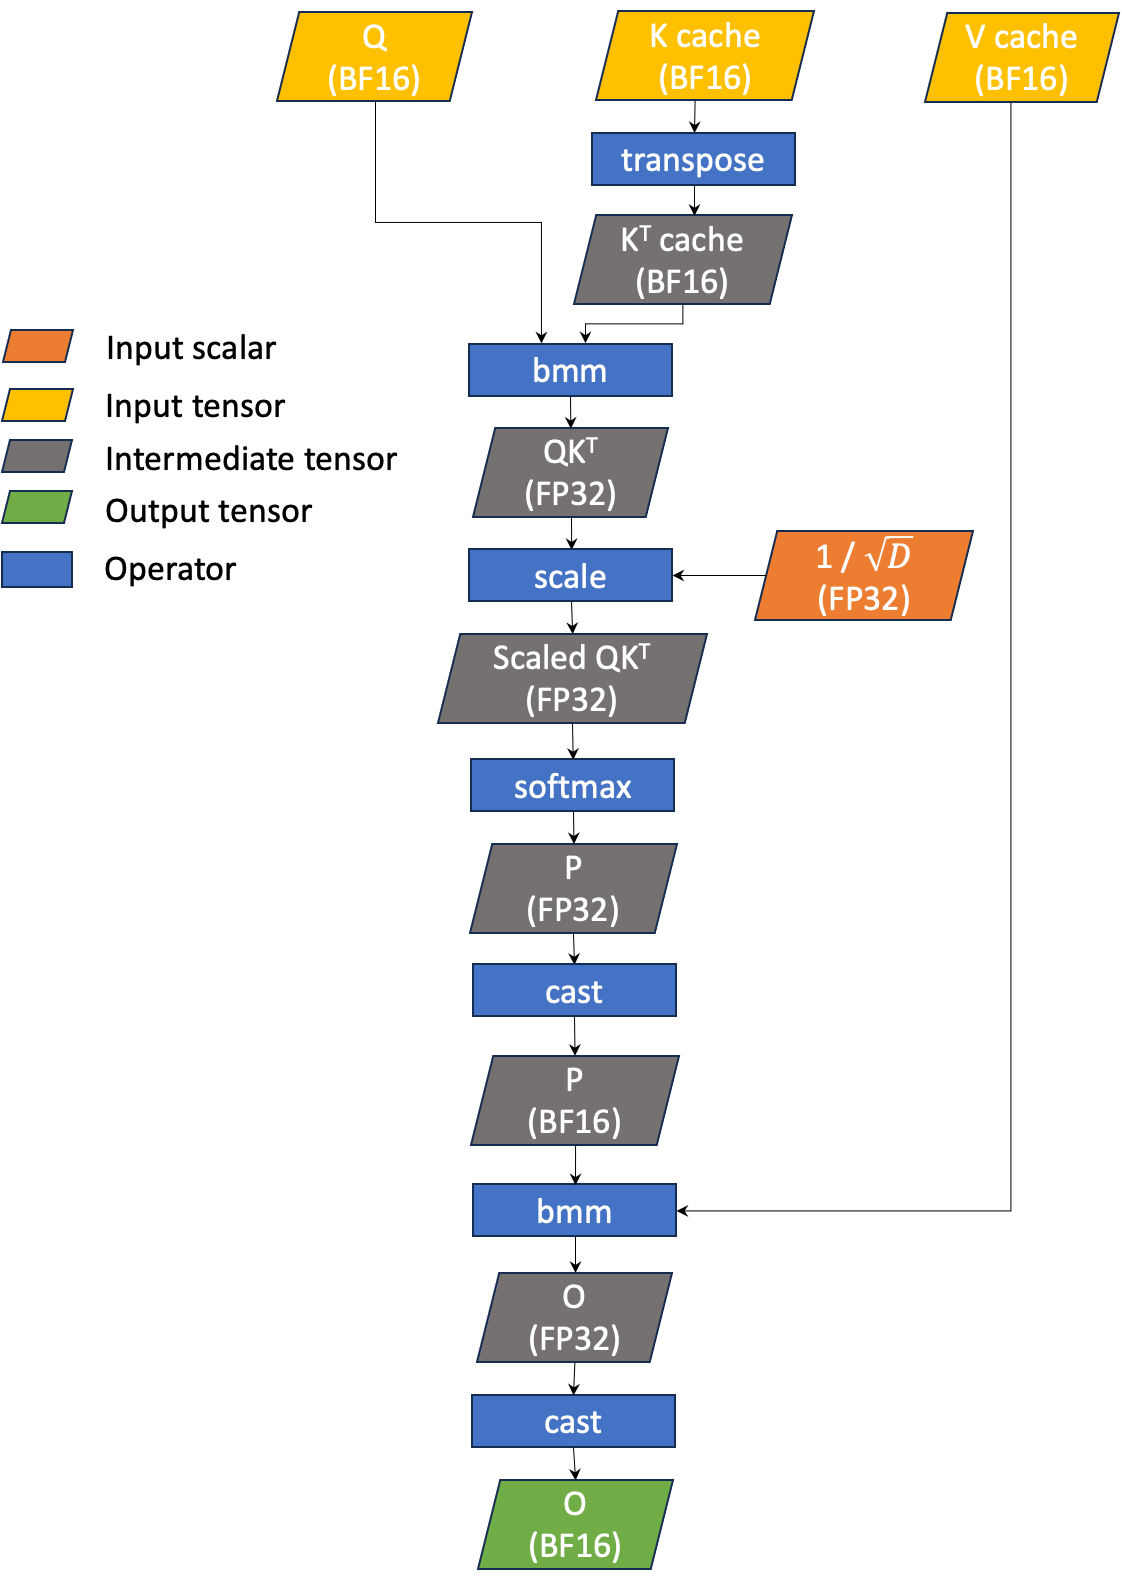 Q
(BF16)
K cache
(BF16)
V cache
(BF16)
transpose
Kᵀ cache
(BF16)
bmm
QKᵀ
(FP32)
scale
1 / √D
(FP32)
Scaled QKᵀ
(FP32)
softmax
P
(FP32)
cast
P
(BF16)
bmm
O
(FP32)
cast
O
(BF16)
Input scalar
Input tensor
Intermediate tensor
Output tensor
Operator